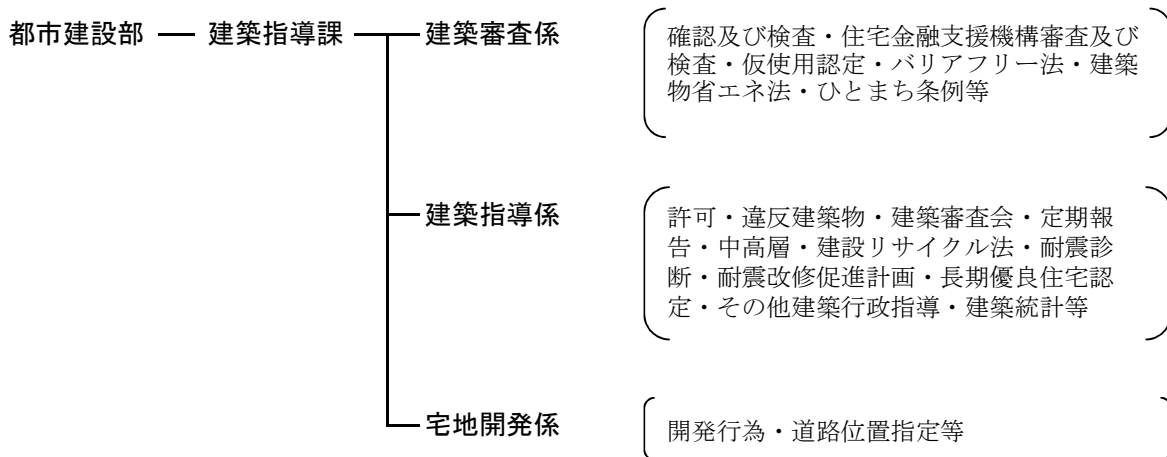 都市建設部 建築指導課 建築審査係
確認及び検査・住宅金融支援機構審査及び
検査・仮使用認定・バリアフリー法・建築
物省エネ法・ひとまち条例等
建築指導係
許可・違反建築物・建築審査会・定期報
告・中高層・建設リサイクル法・耐震診
断・耐震改修促進計画・長期優良住宅認
定・その他建築行政指導・建築統計等
宅地開発係
開発行為・道路位置指定等